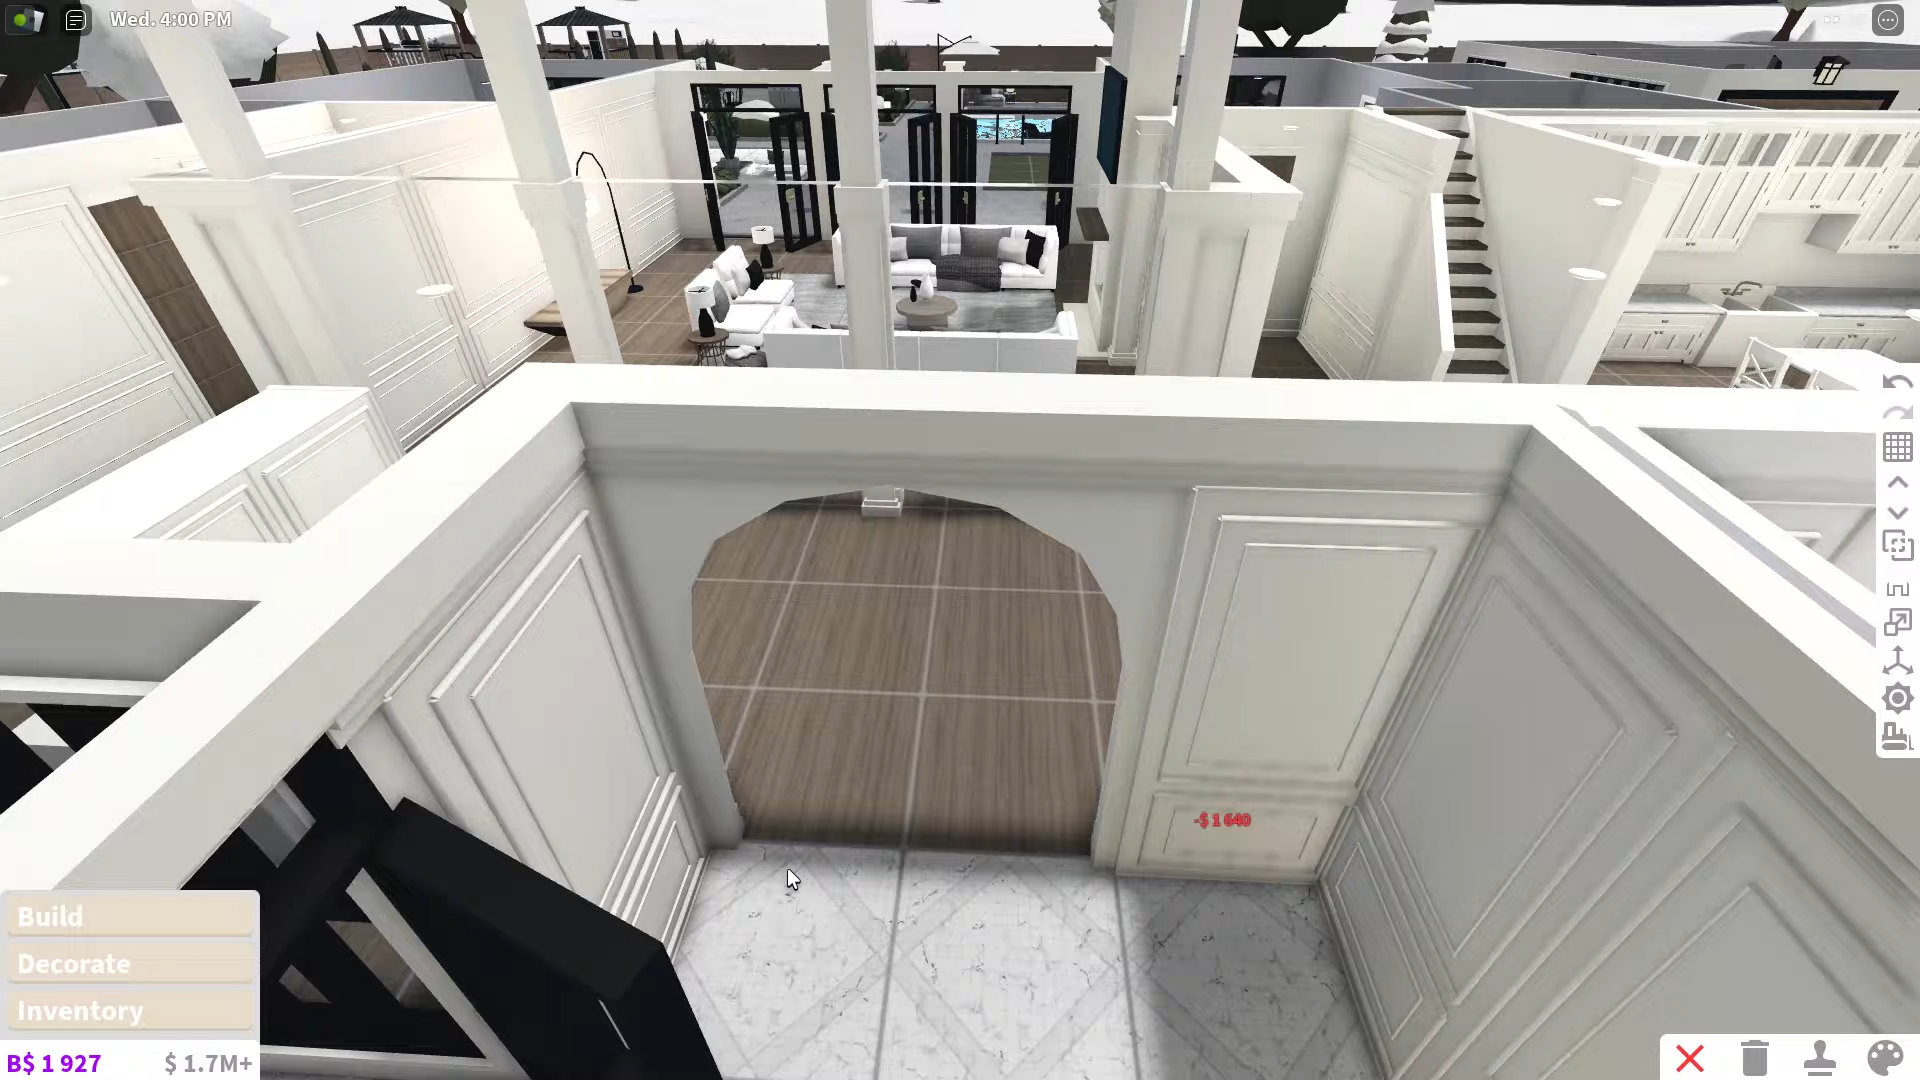 Wed. 4:00 PM
-$ 1 640
Build
Decorate
Inventory
B$ 1 927
$ 1.7M+